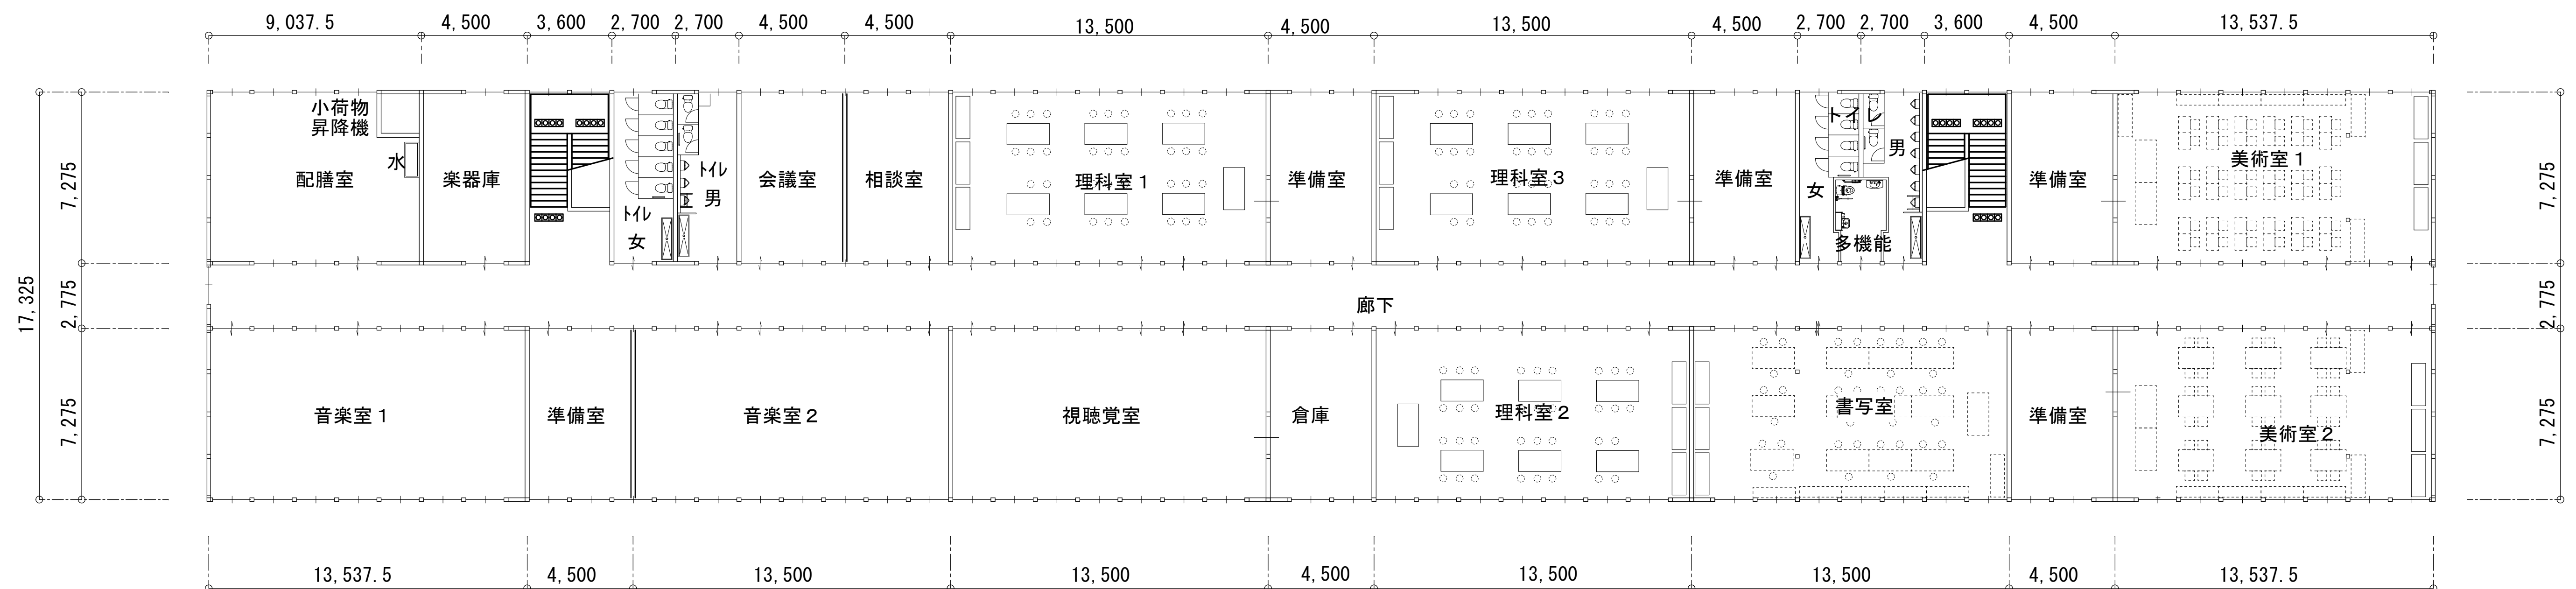 9,037.5 4,500 3,600 2,700 2,700 4,500 4,500 13,500 4,500 13,500 4,500 2,700 2,700 3,600 4,500 13,537.5
小荷物
昇降機
水
配膳室
楽器庫
ﾄｲﾚ
女
ﾄｲﾚ
男
会議室
相談室
理科室1
準備室
理科室3
準備室
トイレ
女
男
多機能
準備室
美術室1
廊下
音楽室1
準備室
音楽室2
視聴覚室
倉庫
理科室2
書写室
準備室
美術室2
17,325
7,275
2,775
7,275
7,275
2,775
7,275
13,537.5 4,500 13,500 13,500 4,500 13,500 13,500 4,500 13,537.5